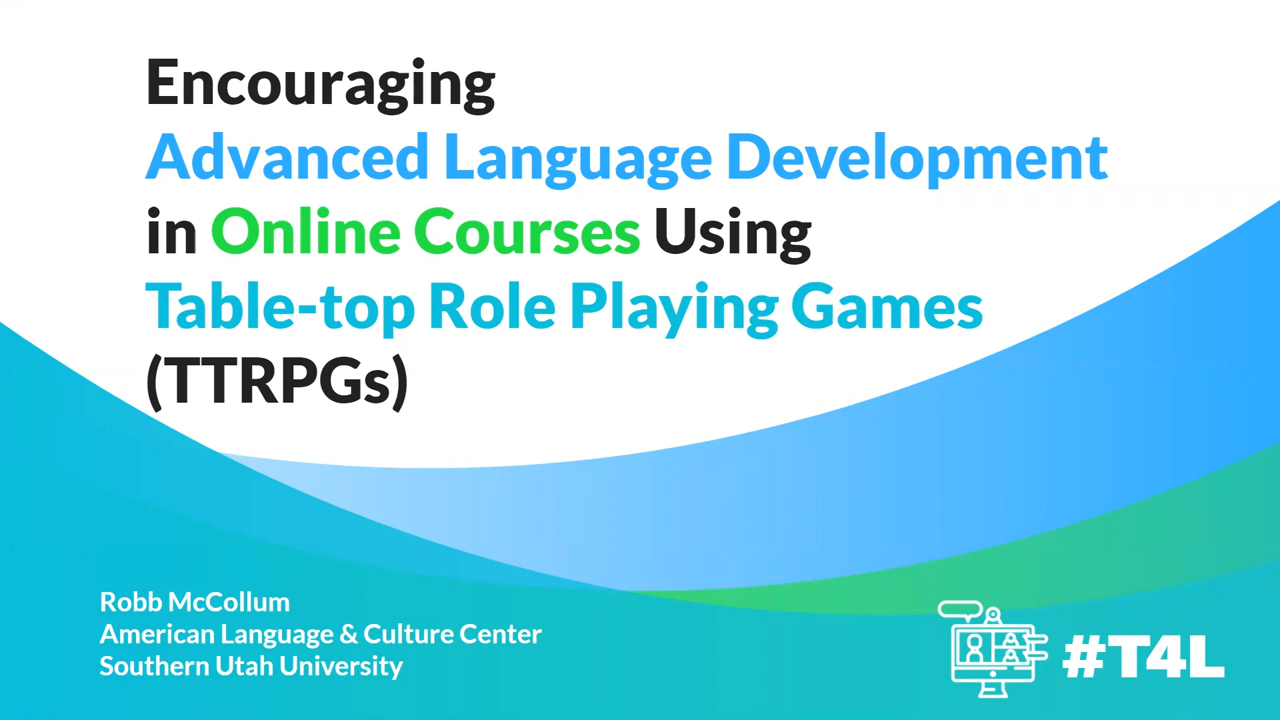 Encouraging
Advanced Language Development
in Online Courses Using
Table-top Role Playing Games
(TTRPGs)
Robb McCollum
American Language & Culture Center
Southern Utah University
#T4L